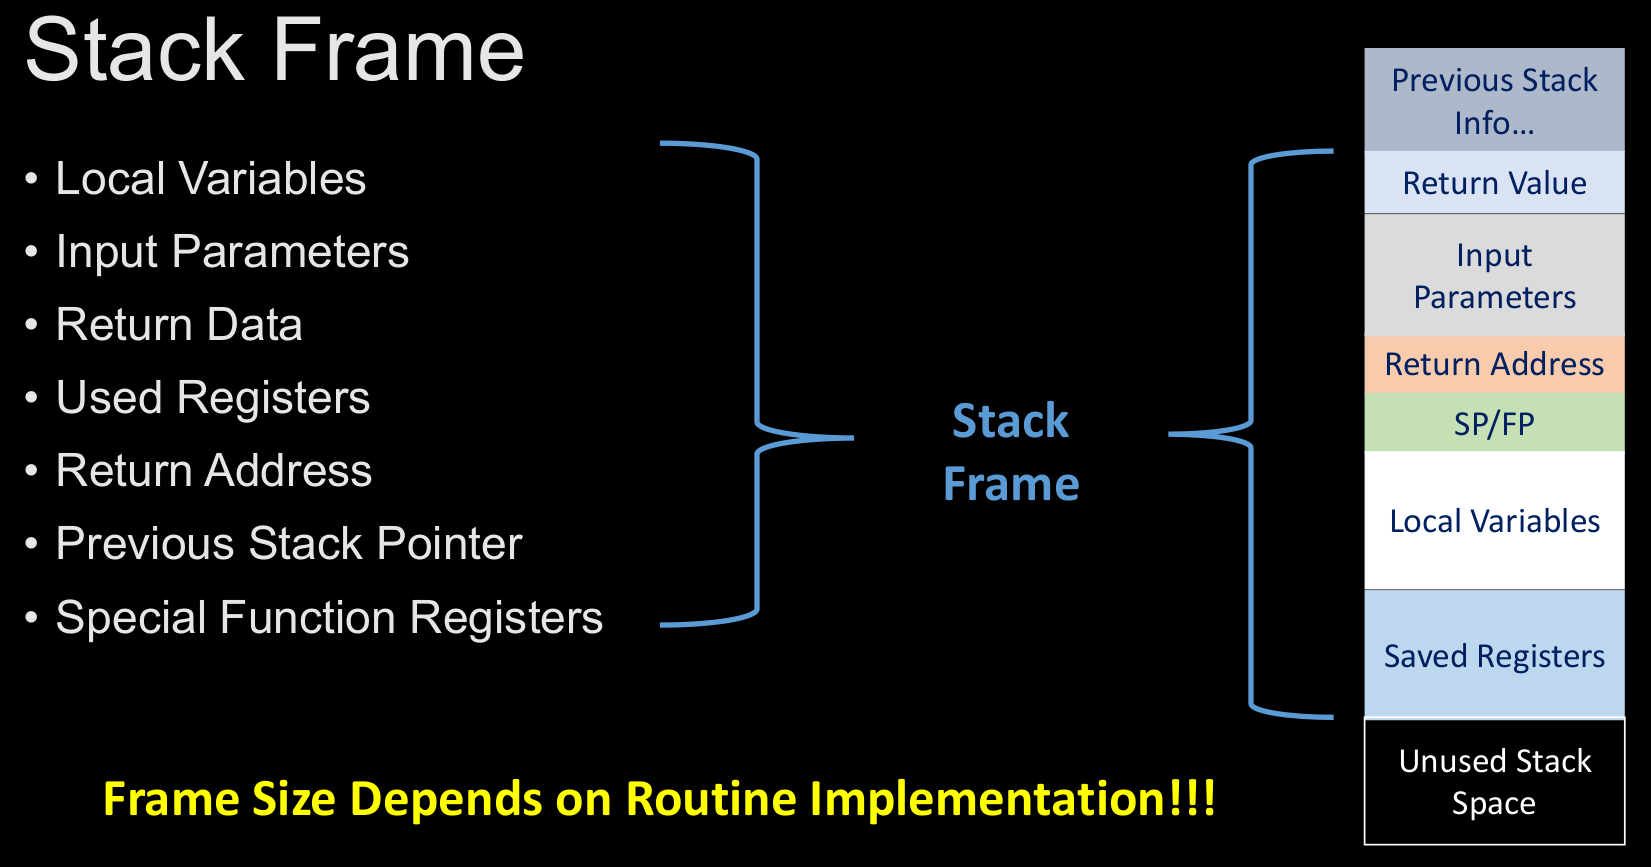 Stack Frame
• Local Variables
• Input Parameters
• Return Data
• Used Registers
• Return Address
• Previous Stack Pointer
• Special Function Registers
Stack
Frame
Previous Stack
Info...
Return Value
Input
Parameters
Return Address
SP/FP
Local Variables
Saved Registers
Unused Stack
Space
Frame Size Depends on Routine Implementation!!!